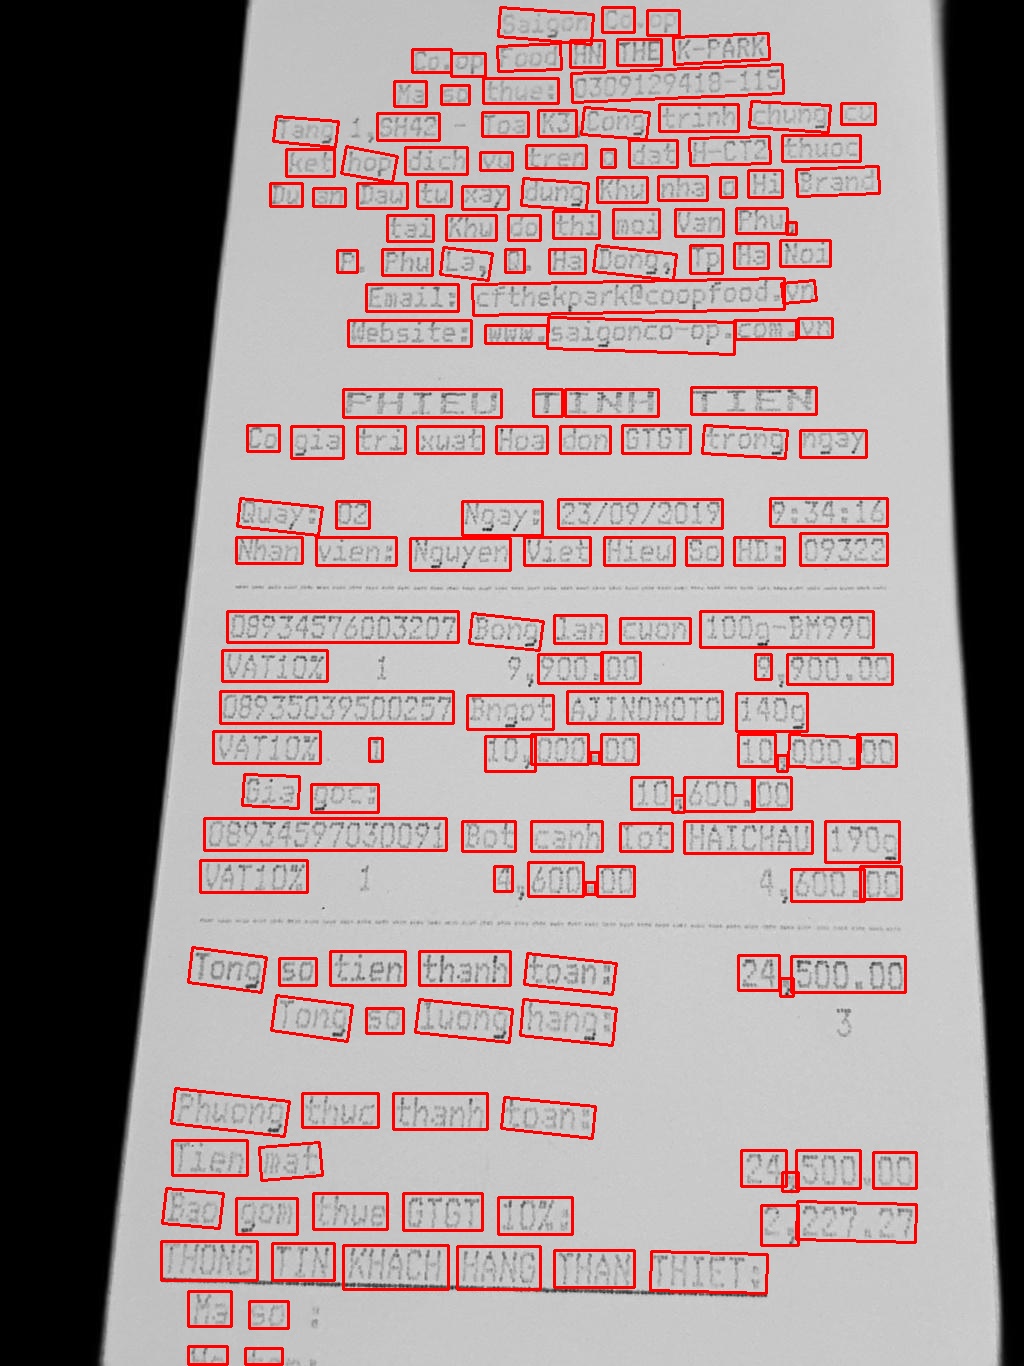 Saigon Co.op
Co.op Food HN THE K-PARK
Ma so thue: 0309129418-115
Tang 1,SH42 - Toa K3,Cong trinh chung cu
ket hop dich vu tren o dat H-CT2 thuoc
Du an Dau tu xay dung Khu nha o Hi Brand
tai Khu do thi moi Van Phu,
P. Phu La, Q. Ha Dong, Tp Ha Noi
Email: cfthekpark@coopfood.vn
Website: www.saigonco-op.com.vn
PHIEU TINH TIEN
Co gia tri xuat Hoa don GTGT trong ngay
Quay: 02 Ngay: 23/09/2019 9:34:16
Nhan vien: Nguyen Viet Hieu So HD: 09322
08934576003207 Bong lan cuon 100g-BM990
VAT10% 1 9,900.00 9,900.00
08935039500257 Bngot AJINOMOTO 140g
VAT10% 1 10,000.00 10,000.00
Gia goc: 10,600.00
08934597030091 Bot canh Iot HAICHAU 190g
VAT10% 1 4,600.00 4,600.00
Tong so tien thanh toan: 24,500.00
Tong so luong hang: 3
Phuong thuc thanh toan:
Tien mat 24,500.00
Bao gom thue GTGT 10%: 2,227.27
THONG TIN KHACH HANG THAN THIET:
Ma so :